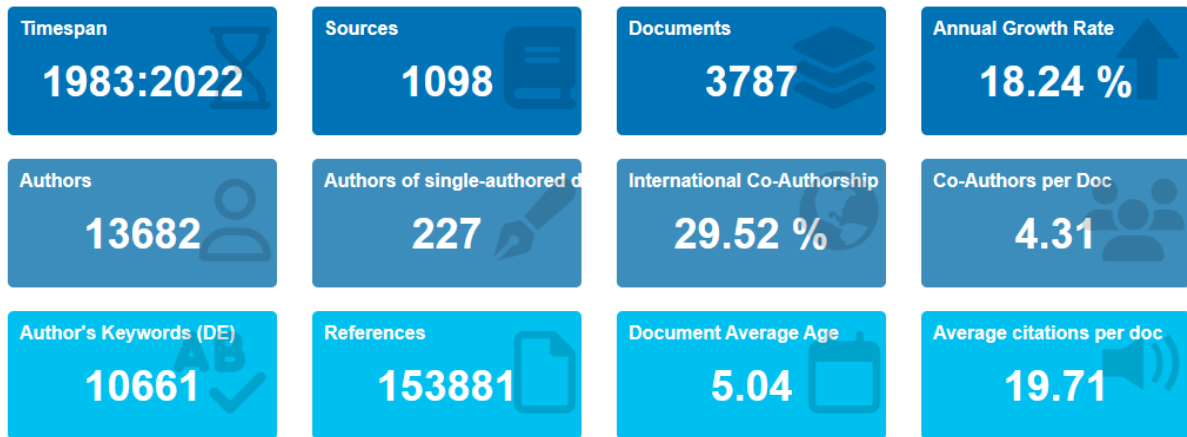 Timespan
1983:2022
Sources
1098
Documents
3787
Annual Growth Rate
18.24 %
Authors
13682
Authors of single-authored d
227
International Co-Authorship
29.52 %
Co-Authors per Doc
4.31
Author's Keywords (DE)
10661
References
153881
Document Average Age
5.04
Average citations per doc
19.71
AB